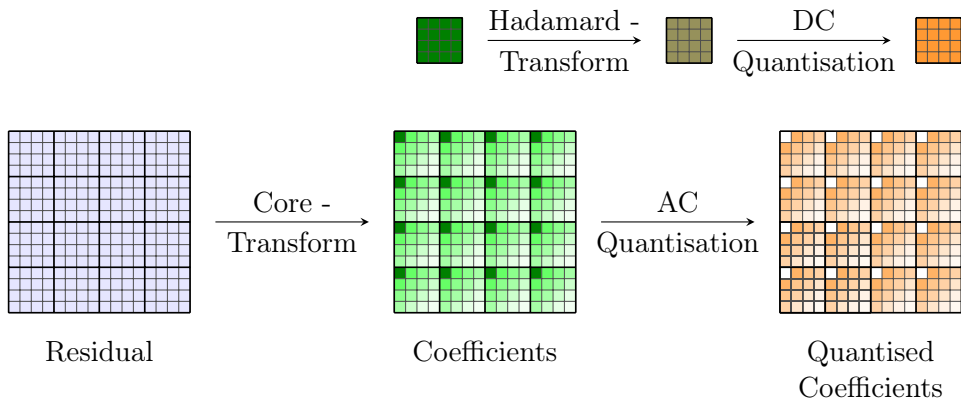 Hadamard -
Transform
DC
Quantisation
Core -
Transform
AC
Quantisation
Residual
Coefficients
Quantised
Coefficients